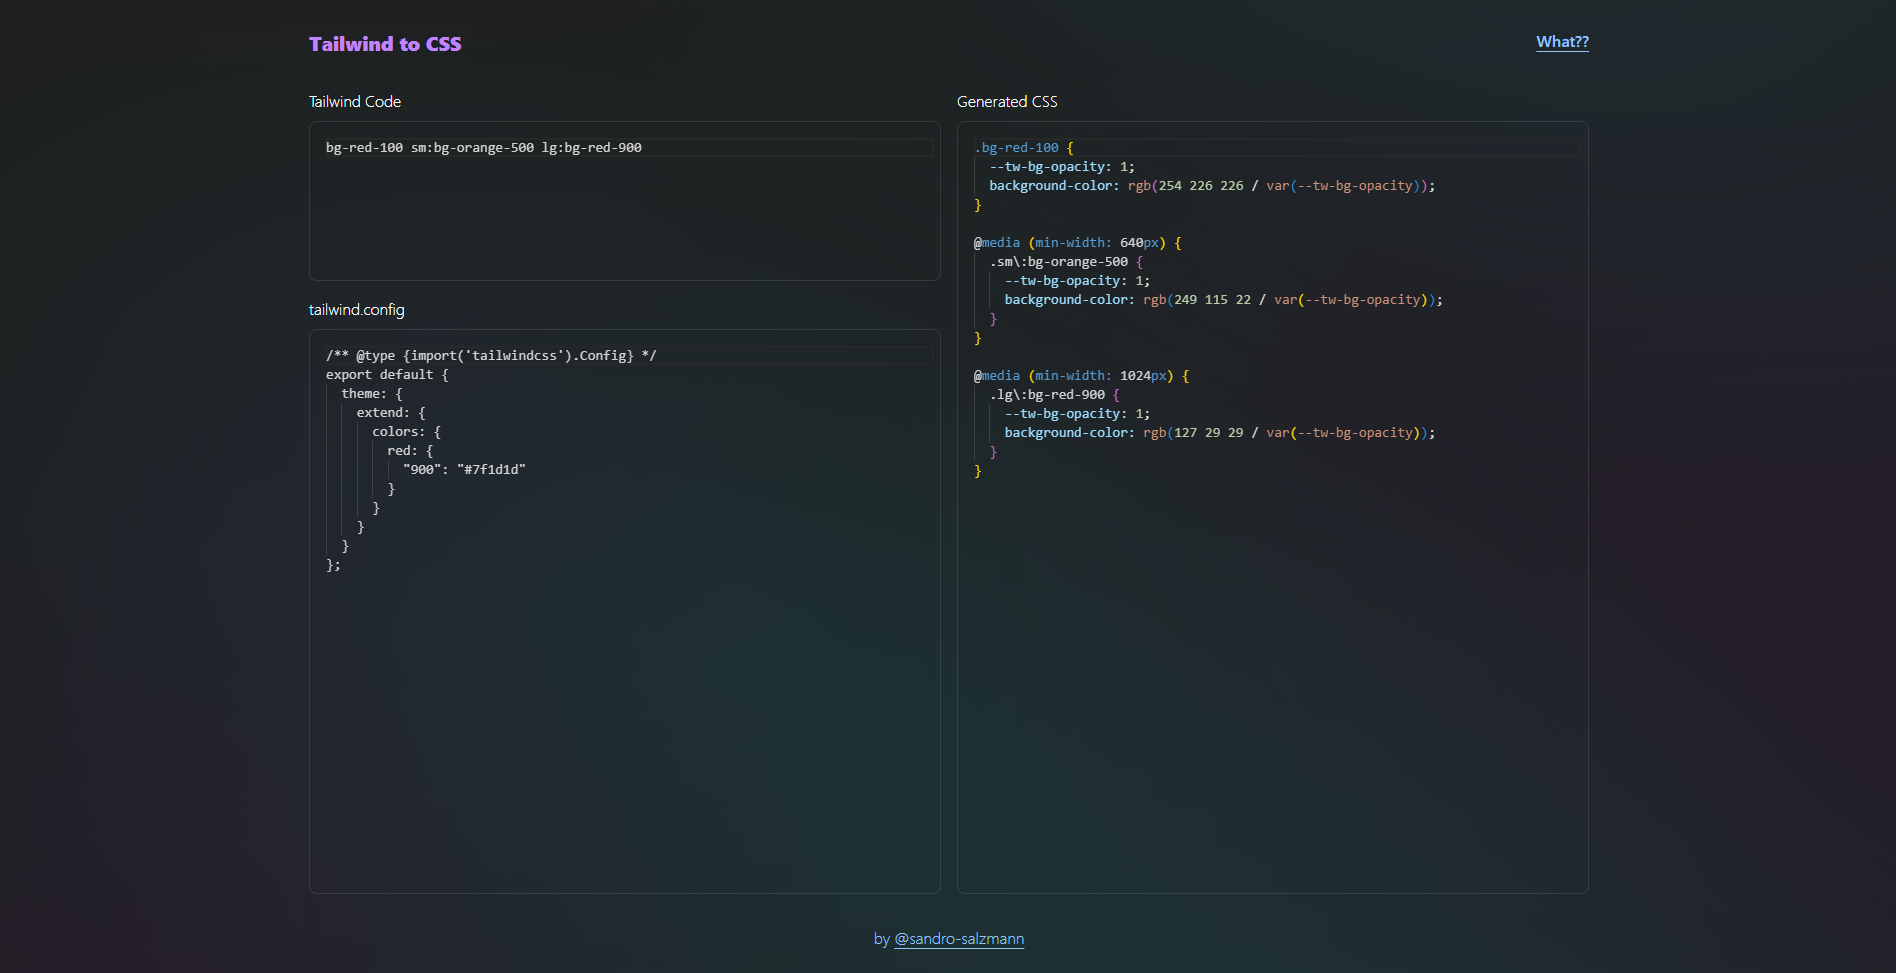 Tailwind to CSS
What??
Tailwind Code
bg-red-100 sm:bg-orange-500 lg:bg-red-900
tailwind.config
/** @type {import('tailwindcss').Config} */
export default {
  theme: {
    extend: {
      colors: {
        red: {
          "900": "#7f1d1d"
        }
      }
    }
  }
};
Generated CSS
.bg-red-100 {
  --tw-bg-opacity: 1;
  background-color: rgb(254 226 226 / var(--tw-bg-opacity));
}

@media (min-width: 640px) {
  .sm\:bg-orange-500 {
    --tw-bg-opacity: 1;
    background-color: rgb(249 115 22 / var(--tw-bg-opacity));
  }
}

@media (min-width: 1024px) {
  .lg\:bg-red-900 {
    --tw-bg-opacity: 1;
    background-color: rgb(127 29 29 / var(--tw-bg-opacity));
  }
}
by @sandro-salzmann